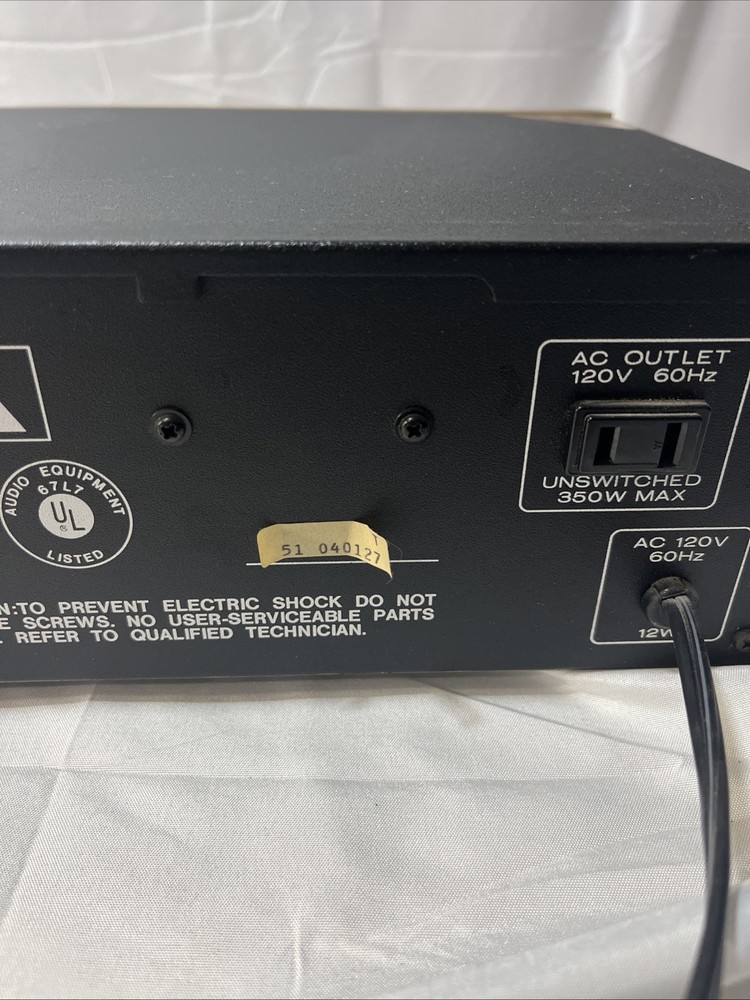 AC OUTLET
120V 60Hz
UNSWITCHED
350W MAX
AUDIO EQUIPMENT
67L7
UL
®
LISTED
T
51 040127
AC 120V
60Hz
12W
N:TO PREVENT ELECTRIC SHOCK DO NOT
E SCREWS. NO USER-SERVICEABLE PARTS
. REFER TO QUALIFIED TECHNICIAN.